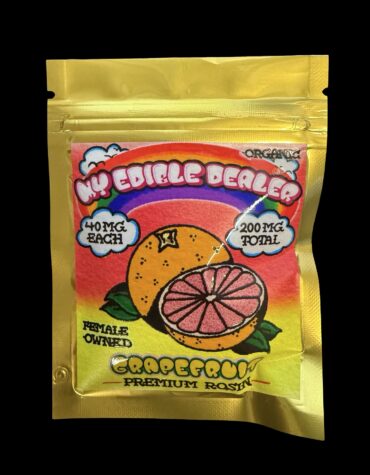 ORGANIC
MY EDIBLE DEALER
40 MG
EACH
200 MG
TOTAL
FEMALE
OWNED
GRAPEFRUIT
PREMIUM ROSIN